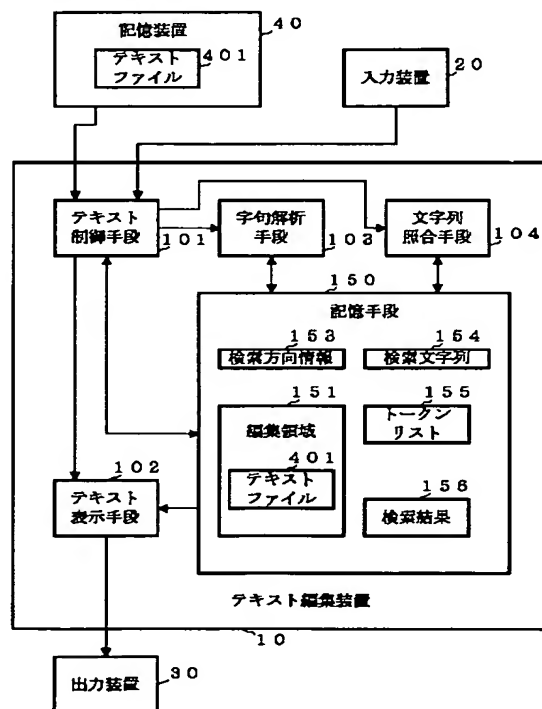 記憶装置
40
テキスト
ファイル
401
入力装置
20
テキスト
制御手段
101
字句解析
手段
103
文字列
照合手段
104
150
記憶手段
153
検索方向情報
154
検索文字列
151
編集領域
401
テキスト
ファイル
155
トークン
リスト
156
検索結果
102
テキスト
表示手段
テキスト編集装置
10
出力装置
30